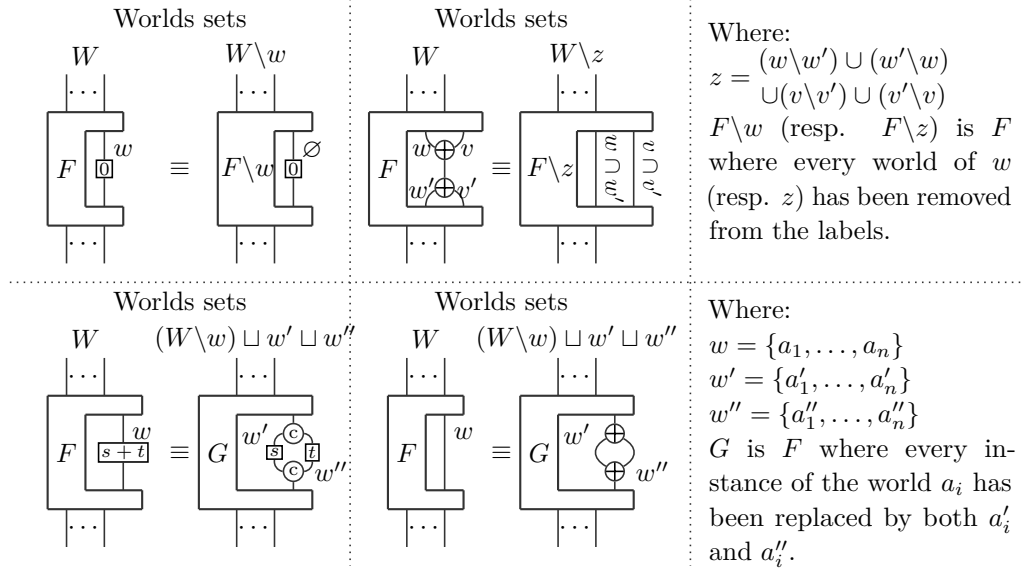 Worlds sets
W
W\w
...
...
F
w
0
≡
F\w
∅
0
...
...
Worlds sets
W
W\z
...
...
F
w
v
w'
v'
≡
F\z
...
...
Where:
z = (w\w') ∪ (w'\w)
∪(v\v') ∪ (v'\v)
F\w (resp. F\z) is F
where every world of w
(resp. z) has been removed
from the labels.
Worlds sets
W
(W\w) ⊔ w' ⊔ w''
...
...
F
w
s + t
≡
G
w'
c
s
t
c
w''
...
...
Worlds sets
W
(W\w) ⊔ w' ⊔ w''
...
...
F
w
≡
G
w'
w''
...
...
Where:
w = {a₁, . . . , aₙ}
w' = {a'₁, . . . , a'ₙ}
w'' = {a''₁, . . . , a''ₙ}
G is F where every in-
stance of the world aᵢ has
been replaced by both a'ᵢ
and a''ᵢ.